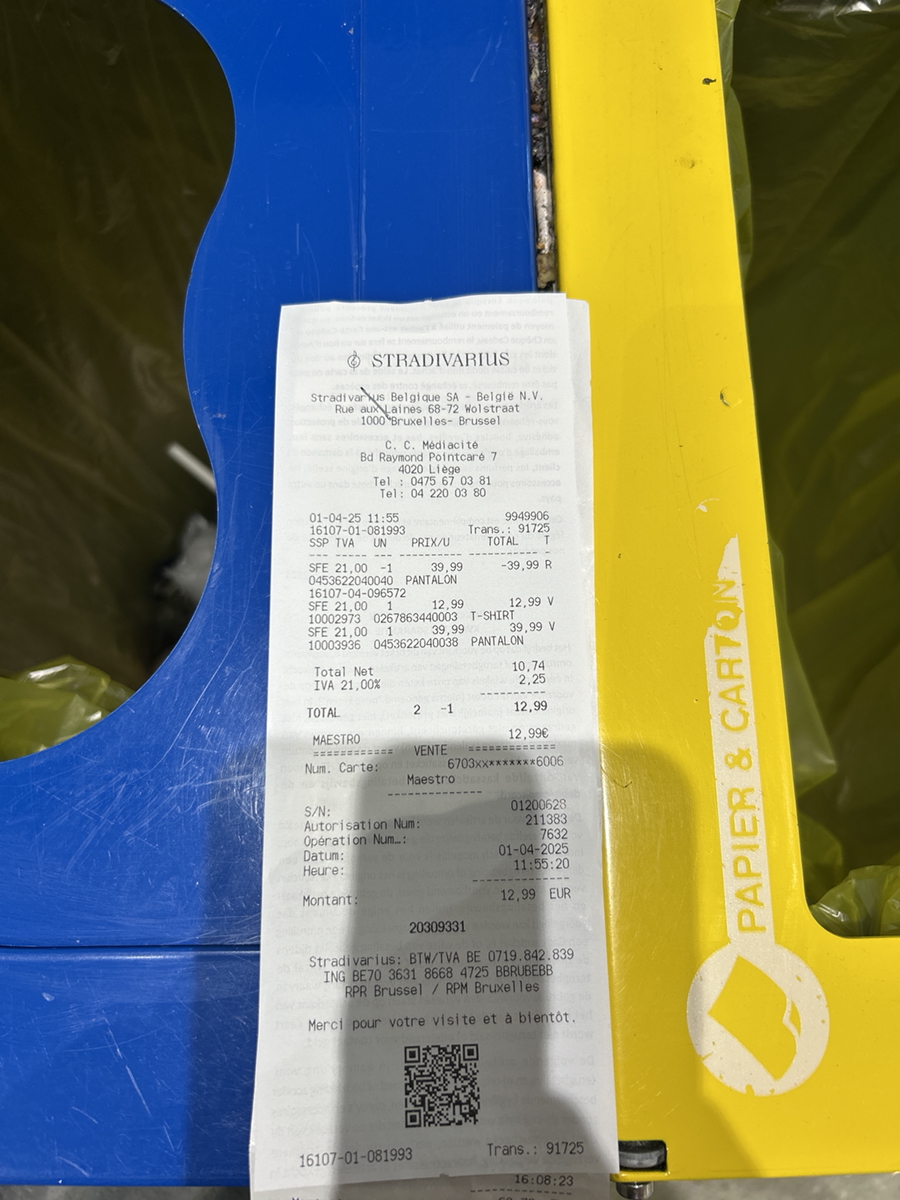 STRADIVARIUS
Stradivarius Belgique SA - België N.V.
Rue aux Laines 68-72 Wolstraat
1000 Bruxelles- Brussel
C. C. Médiacité
Bd Raymond Pointcaré 7
4020 Liège
Tel : 0475 67 03 81
Tel: 04 220 03 80
01-04-25 11:55 9949906
16107-01-081993 Trans.: 91725
SSP TVA UN PRIX/U TOTAL T
SFE 21,00 -1 39,99 -39,99 R
0453622040040 PANTALON
16107-04-096572
SFE 21,00 1 12,99 12,99 V
10002973 0267863440003 T-SHIRT
SFE 21,00 1 39,99 39,99 V
10003936 0453622040038 PANTALON
Total Net 10,74
IVA 21,00% 2,25
TOTAL 2 -1 12,99
MAESTRO 12,99€
============ VENTE =============
Num. Carte: 6703xx*******6006
Maestro
S/N: 01200628
Autorisation Num: 211383
Opération Num…: 7632
Datum: 01-04-2025
Heure: 11:55:20
Montant: 12,99 EUR
20309331
Stradivarius: BTW/TVA BE 0719.842.839
ING BE70 3631 8668 4725 BBRUBEBB
RPR Brussel / RPM Bruxelles
Merci pour votre visite et à bientôt.
16107-01-081993 Trans.: 91725
16:08:23
PAPIER & CARTON